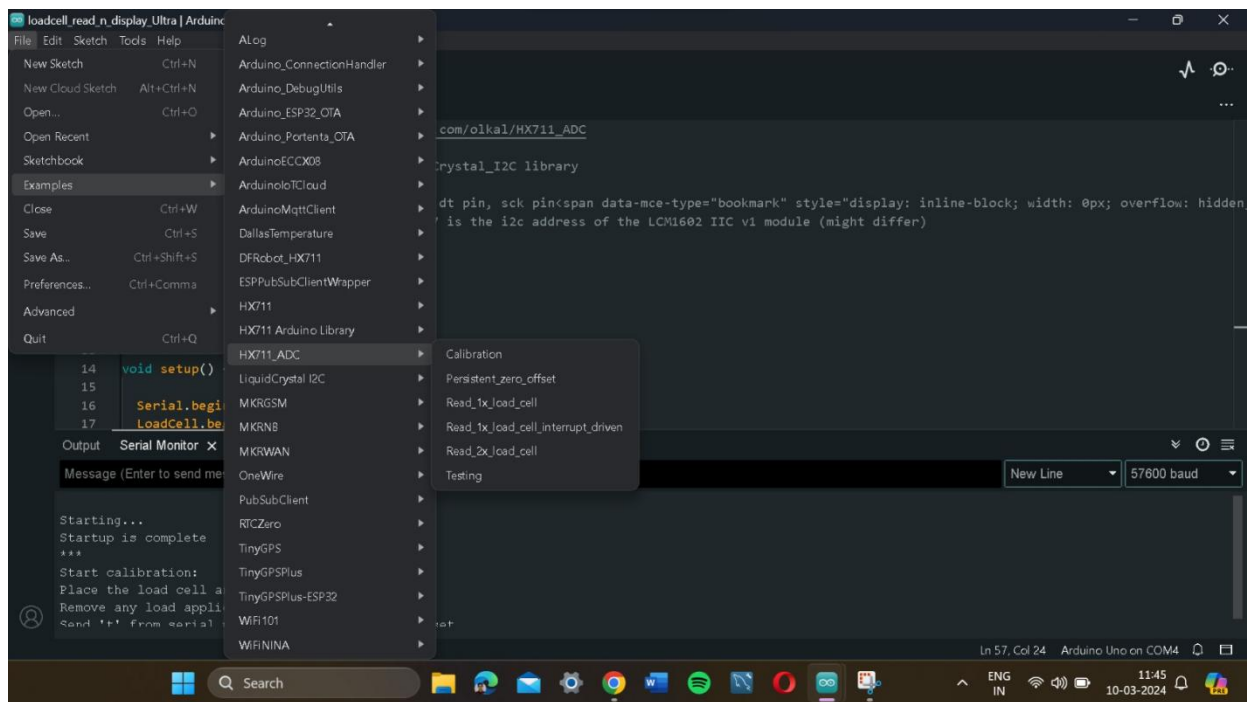 loadcell_read_n_display_Ultra | Arduino
File Edit Sketch Tools Help
New Sketch Ctrl+N
New Cloud Sketch Alt+Ctrl+N
Open... Ctrl+O
Open Recent
Sketchbook
Examples
Close Ctrl+W
Save Ctrl+S
Save As... Ctrl+Shift+S
Preferences... Ctrl+Comma
Advanced
Quit Ctrl+Q
ALog
Arduino_ConnectionHandler
Arduino_DebugUtils
Arduino_ESP32_OTA
Arduino_Portenta_OTA
ArduinoECCX08
ArduinoIoTCloud
ArduinoMqttClient
DallasTemperature
DFRobot_HX711
ESPPubSubClientWrapper
HX711
HX711 Arduino Library
HX711_ADC
LiquidCrystal I2C
MKRGSM
MKRNB
MKRWAN
OneWire
PubSubClient
RTCZero
TinyGPS
TinyGPSPlus
TinyGPSPlus-ESP32
WiFi101
WiFiNINA
Calibration
Persistent_zero_offset
Read_1x_load_cell
Read_1x_load_cell_interrupt_driven
Read_2x_load_cell
Testing
com/olkal/HX711_ADC
Crystal_I2C library
dt pin, sck pin<span data-mce-type="bookmark" style="display: inline-block; width: 0px; overflow: hidden
' is the i2c address of the LCM1602 IIC v1 module (might differ)
14 void setup()
15
16 Serial.begi
17 LoadCell.be
Output Serial Monitor
Message (Enter to send me
New Line 57600 baud
Starting...
Startup is complete
***
Start calibration:
Place the load cell a
Remove any load appli
Send 't' from serial
Ln 57, Col 24 Arduino Uno on COM4
Search
ENG
IN
11:45
10-03-2024